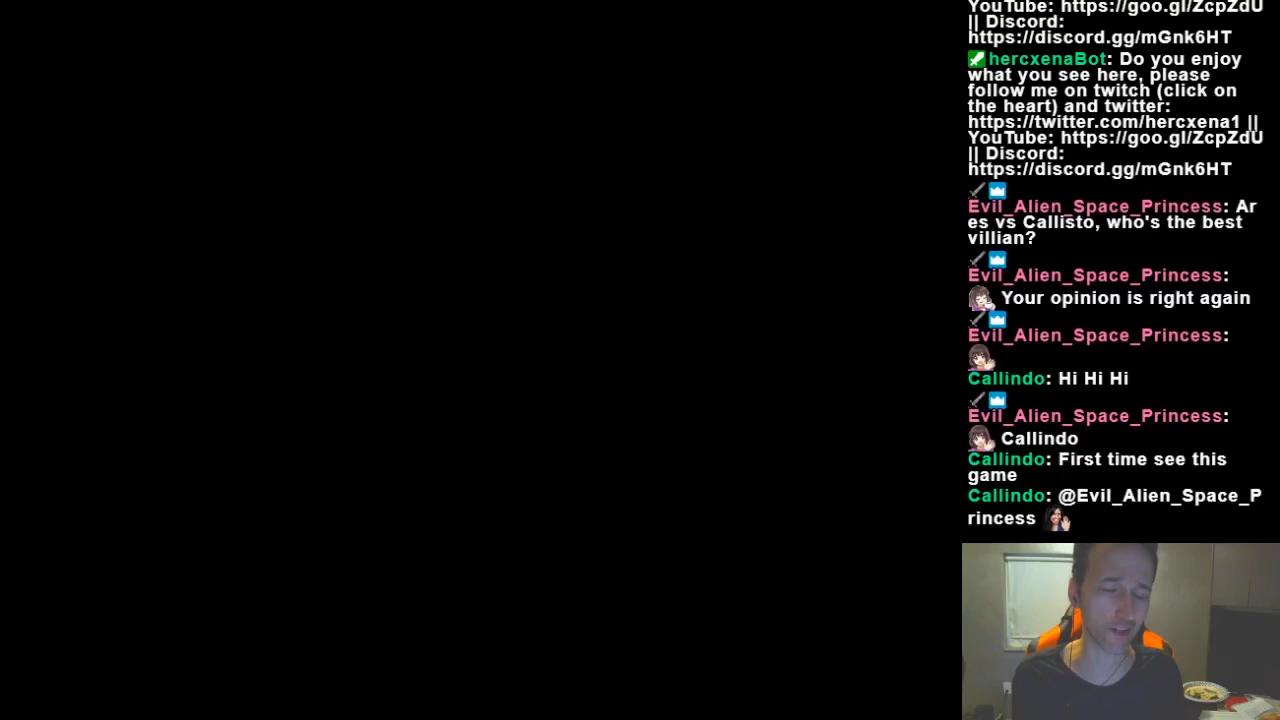 YouTube: https://goo.gl/ZcpZdU
|| Discord:
https://discord.gg/mGnk6HT
hercxenaBot: Do you enjoy
what you see here, please
follow me on twitch (click on
the heart) and twitter:
https://twitter.com/hercxena1 ||
YouTube: https://goo.gl/ZcpZdU
|| Discord:
https://discord.gg/mGnk6HT
Evil_Alien_Space_Princess: Ar
es vs Callisto, who's the best
villian?
Evil_Alien_Space_Princess:
Your opinion is right again
Evil_Alien_Space_Princess:
Callindo: Hi Hi Hi
Evil_Alien_Space_Princess:
Callindo
Callindo: First time see this
game
Callindo: @Evil_Alien_Space_P
rincess